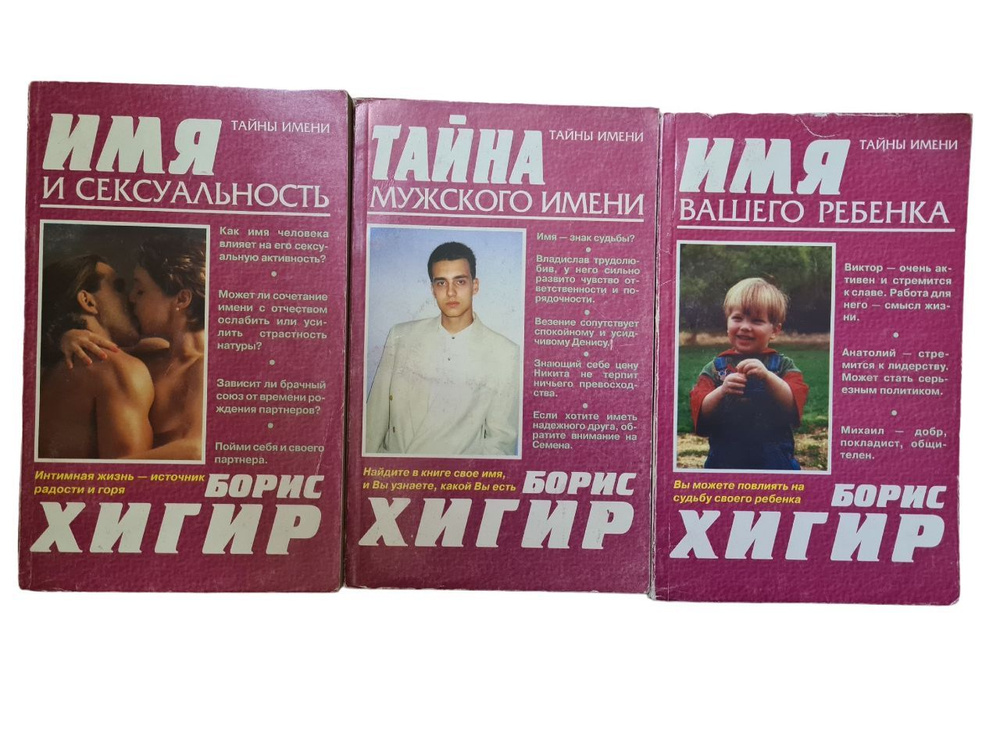 ИМЯ
ТАЙНЫ ИМЕНИ
И СЕКСУАЛЬНОСТЬ
Как имя человека
влияет на его сексу-
альную активность?
•
Может ли сочетание
имени с отчеством
ослабить или уси-
лить страстность
натуры?
•
Зависит ли брачный
союз от времени ро-
ждения партнеров?
•
Пойми себя и своего
партнера.
Интимная жизнь — источник
радости и горя
БОРИС
ХИГИР
ТАЙНА
ТАЙНЫ ИМЕНИ
МУЖСКОГО ИМЕНИ
Имя — знак судьбы?
•
Владислав трудолю-
бив, у него сильно
развито чувство от-
ветственности и по-
рядочности.
•
Везение сопутствует
спокойному и усид-
чивому Денису.
•
Знающий себе цену
Никита не терпит
ничьего превосход-
ства.
•
Если хотите иметь
надежного друга, об-
ратите внимание на
Семена.
Найдите в книге свое имя,
и Вы узнаете, какой Вы есть
БОРИС
ХИГИР
ИМЯ
ТАЙНЫ ИМЕНИ
ВАШЕГО РЕБЕНКА
Виктор — очень ак-
тивен и стремится
к славе. Работа для
него — смысл жиз-
ни.
•
Анатолий — стре-
мится к лидерству.
Может стать серь-
езным политиком.
•
Михаил — добр,
покладист, общи-
телен.
Вы можете повлиять на
судьбу своего ребенка
БОРИС
ХИГИР